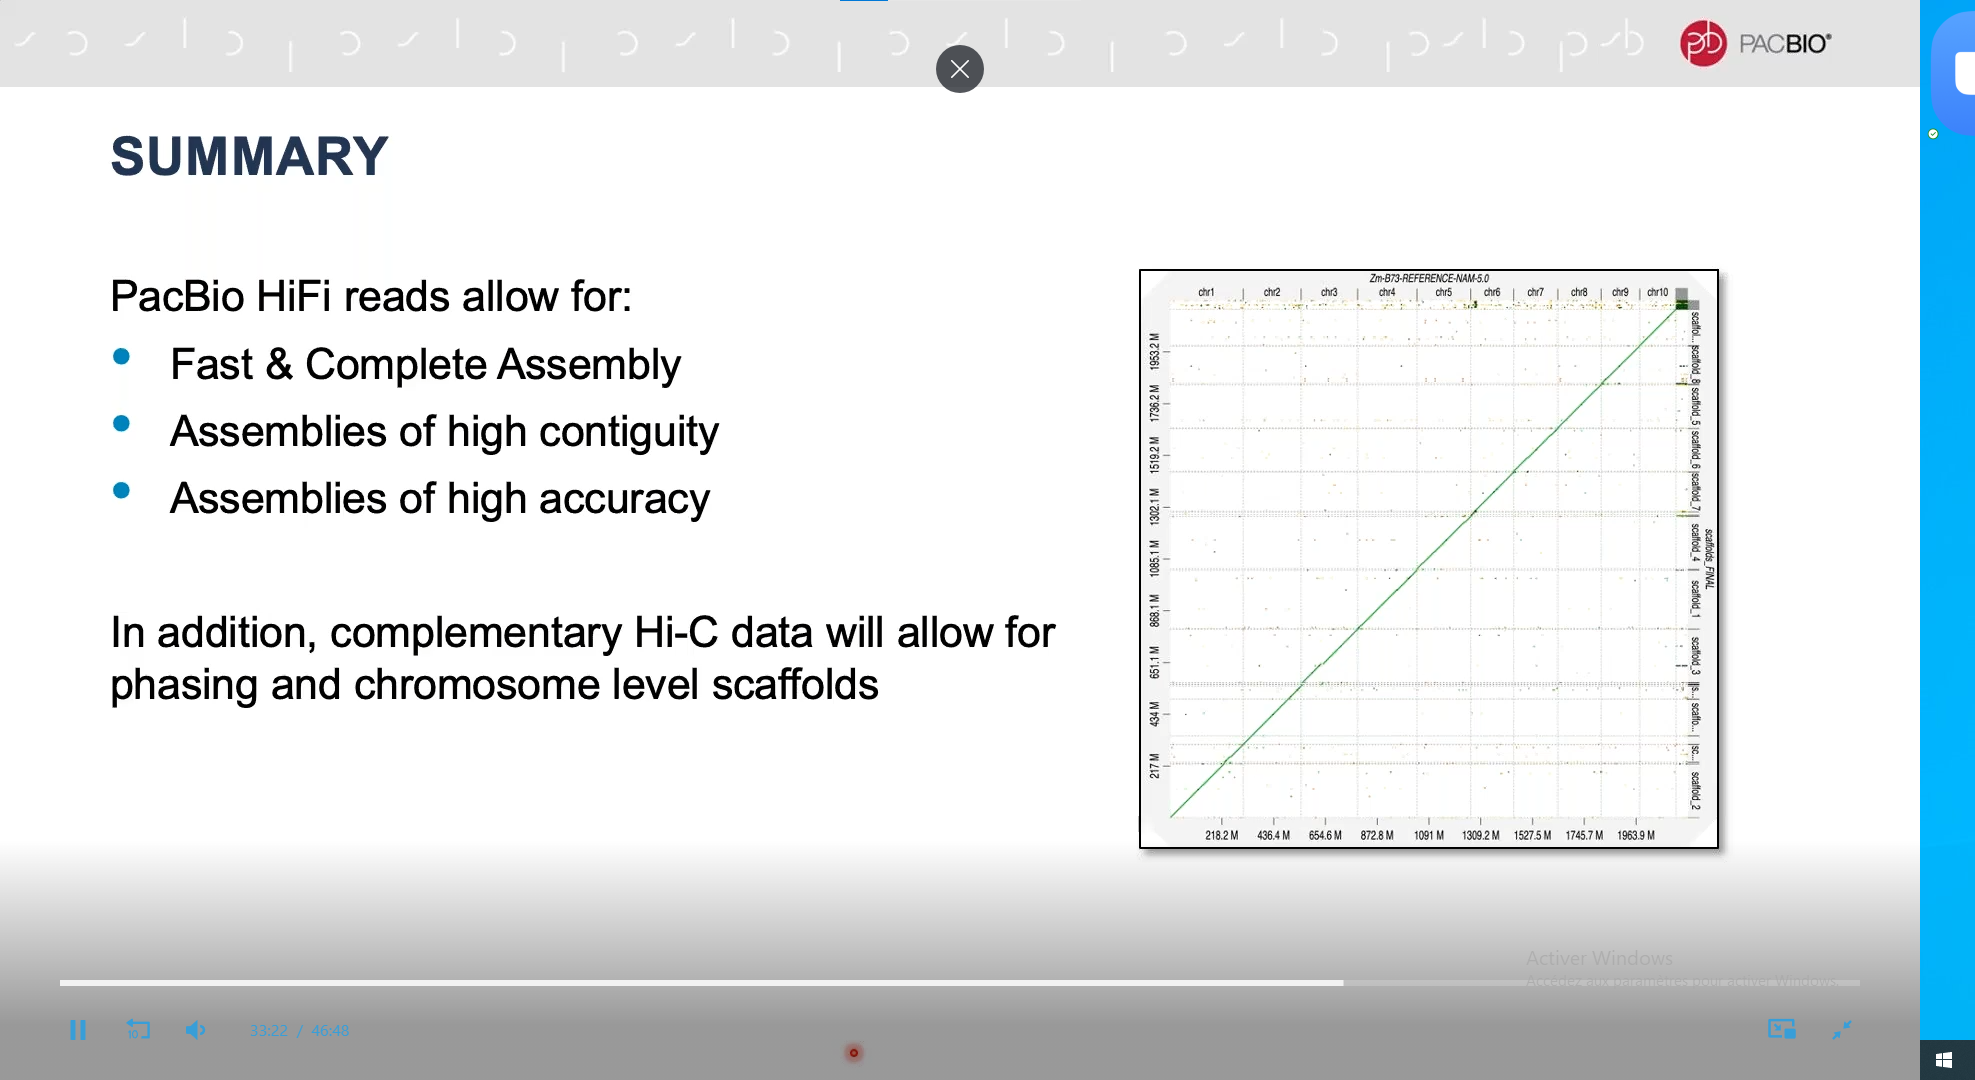 PACBIO®
SUMMARY
PacBio HiFi reads allow for:
Fast & Complete Assembly
Assemblies of high contiguity
Assemblies of high accuracy
In addition, complementary Hi-C data will allow for
phasing and chromosome level scaffolds
Zm-B73-REFERENCE-NAM-5.0
chr1 chr2 chr3 chr4 chr5 chr6 chr7 chr8 chr9 chr10
1953.2 M
1736.2 M
1519.2 M
1302.1 M
1085.1 M
868.1 M
651.1 M
434 M
217 M
scaffol...
scaffold_8
scaffold_5
scaffold_6
scaffold_7
scaffold_4
scaffold_1
scaffold_3
s...
scaffo...
sc...
scaffold_2
scaffolds_FINAL
218.2 M 436.4 M 654.6 M 872.8 M 1091 M 1309.2 M 1527.5 M 1745.7 M 1963.9 M
Activer Windows
Accédez aux paramètres pour activer Windows.
10
33:22 / 46:48